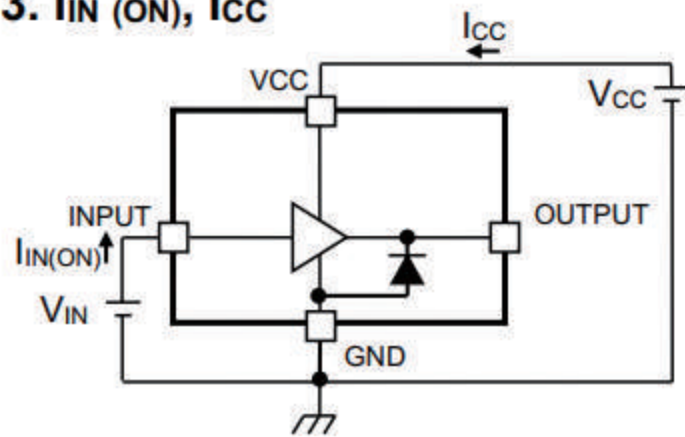 3. IIN (ON), ICC
ICC
VCC
VCC
INPUT
OUTPUT
IIN(ON)
VIN
GND